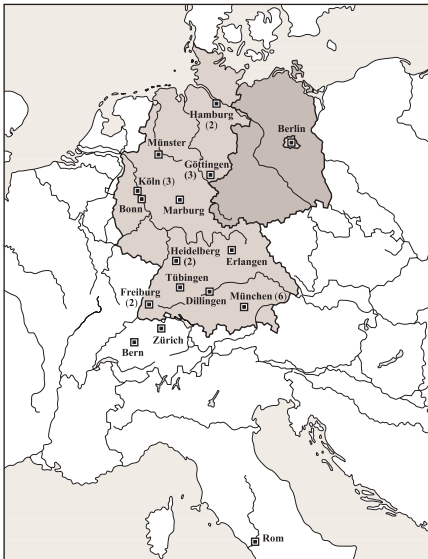 Hamburg
(2)
Berlin
Münster
Göttingen
(3)
Köln (3)
Bonn
Marburg
Heidelberg
(2)
Erlangen
Tübingen
Freiburg
(2)
Dillingen
München (6)
Zürich
Bern
Rom